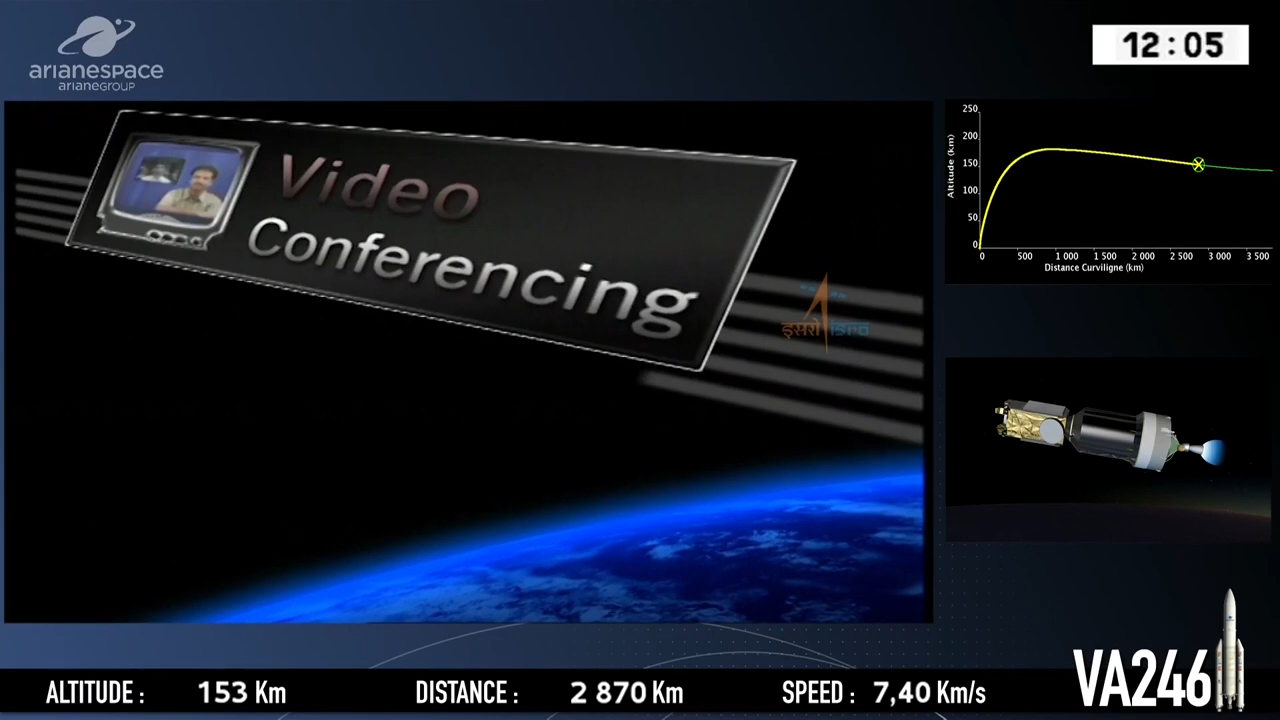 arianespace
arianeGROUP
12:05
Video
Conferencing
इसरो isro
250
200
150
100
50
0
Altitude (km)
0 500 1 000 1 500 2 000 2 500 3 000 3 500
Distance Curviligne (km)
VA246
ALTITUDE : 153 Km DISTANCE : 2 870 Km SPEED : 7,40 Km/s